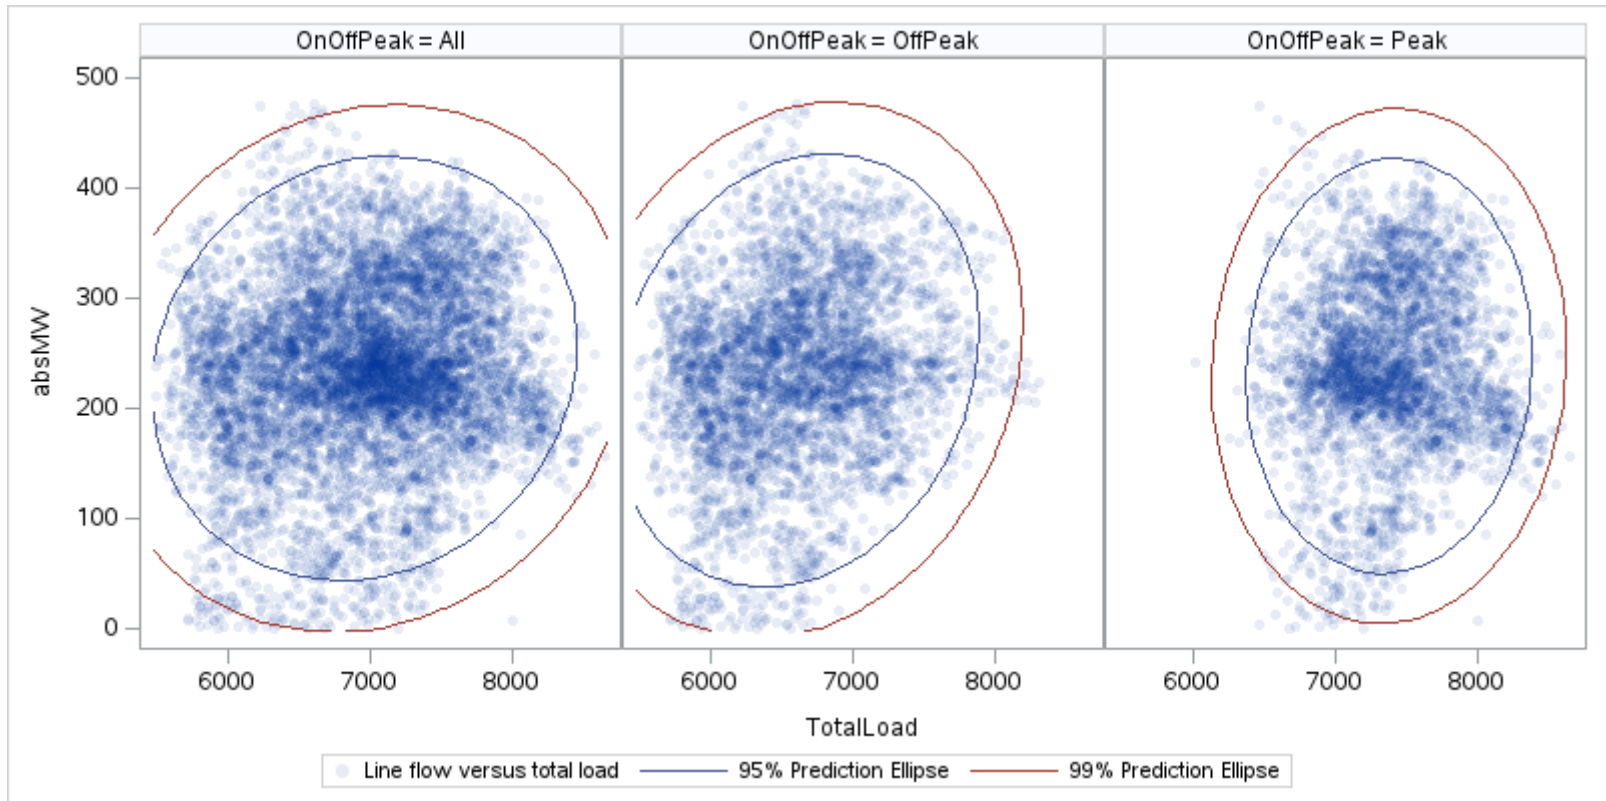 OnOffPeak = All
OnOffPeak = OffPeak
OnOffPeak = Peak
500
400
300
200
100
0
absMW
6000 7000 8000
6000 7000 8000
6000 7000 8000
TotalLoad
Line flow versus total load
95% Prediction Ellipse
99% Prediction Ellipse